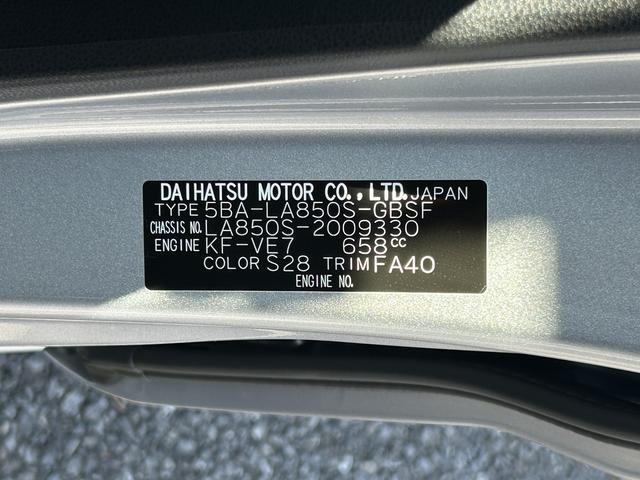 DAIHATSU MOTOR CO.,LTD. JAPAN
TYPE 5BA-LA850S-GBSF
CHASSIS NO. LA850S-2009330
ENGINE KF-VE7 658cc
COLOR S28 TRIM FA40
ENGINE NO.